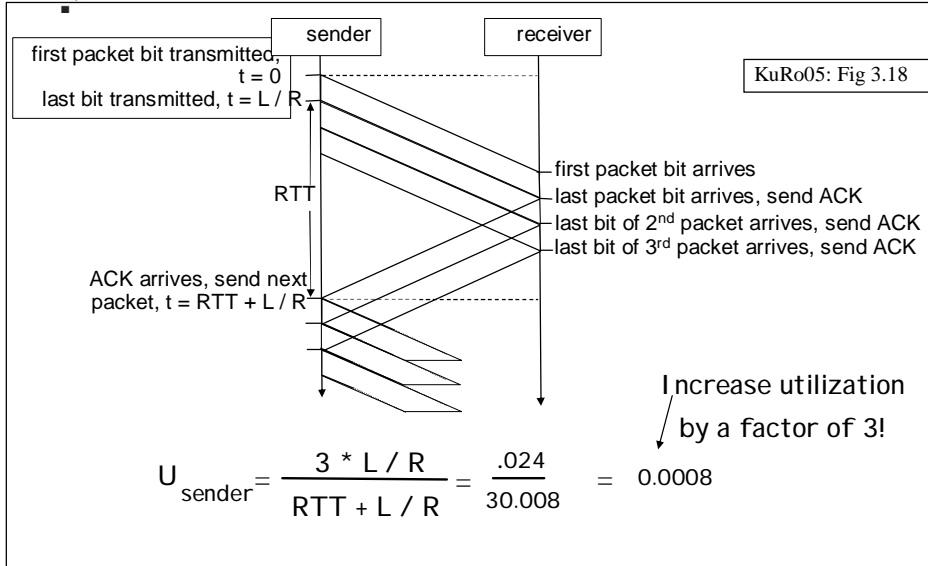 sender
receiver
first packet bit transmitted,
t = 0
last bit transmitted, t = L / R
KuRo05: Fig 3.18
first packet bit arrives
RTT
last packet bit arrives, send ACK
last bit of 2nd packet arrives, send ACK
last bit of 3rd packet arrives, send ACK
ACK arrives, send next
packet, t = RTT + L / R
Increase utilization
by a factor of 3!
U sender = 3 * L / R / RTT + L / R = .024 / 30.008 = 0.0008